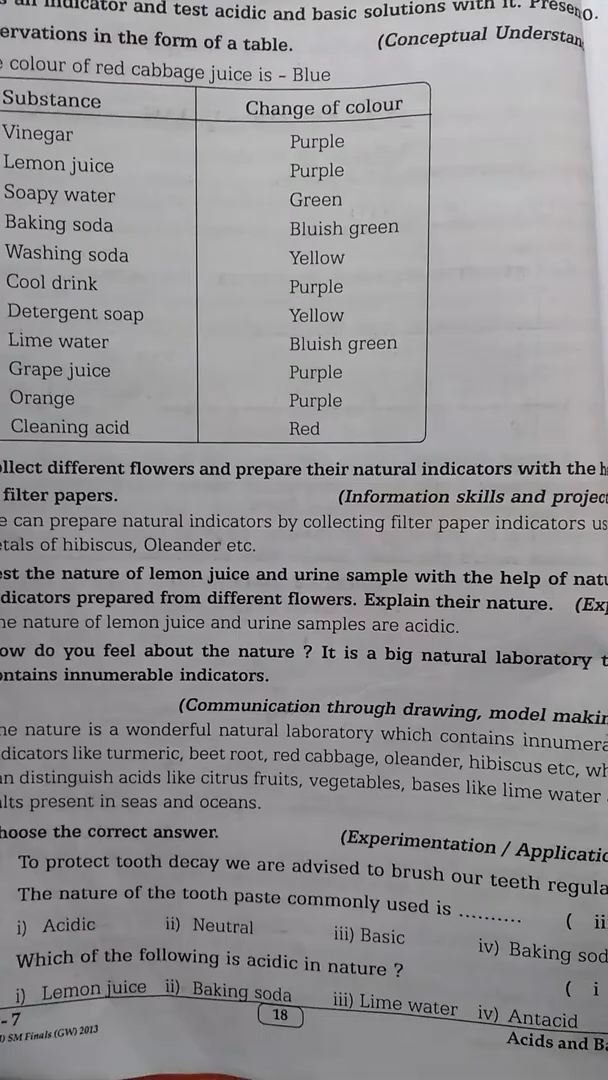 an indicator and test acidic and basic solutions with it. Presen
ervations in the form of a table. (Conceptual Understan
colour of red cabbage juice is - Blue
Substance Change of colour
Vinegar Purple
Lemon juice Purple
Soapy water Green
Baking soda Bluish green
Washing soda Yellow
Cool drink Purple
Detergent soap Yellow
Lime water Bluish green
Grape juice Purple
Orange Purple
Cleaning acid Red
ollect different flowers and prepare their natural indicators with the h
filter papers. (Information skills and project
e can prepare natural indicators by collecting filter paper indicators us
etals of hibiscus, Oleander etc.
est the nature of lemon juice and urine sample with the help of natu
dicators prepared from different flowers. Explain their nature. (Exp
he nature of lemon juice and urine samples are acidic.
ow do you feel about the nature ? It is a big natural laboratory t
ontains innumerable indicators.
(Communication through drawing, model makin
he nature is a wonderful natural laboratory which contains innumera
dicators like turmeric, beet root, red cabbage, oleander, hibiscus etc, wh
an distinguish acids like citrus fruits, vegetables, bases like lime water
alts present in seas and oceans.
hoose the correct answer. (Experimentation / Applicatio
To protect tooth decay we are advised to brush our teeth regula
The nature of the tooth paste commonly used is .......... ( ii
i) Acidic ii) Neutral iii) Basic iv) Baking sod
Which of the following is acidic in nature ? ( i
i) Lemon juice ii) Baking soda iii) Lime water iv) Antacid
- 7 18 Acids and Ba
) SM Finals (GW) 2013